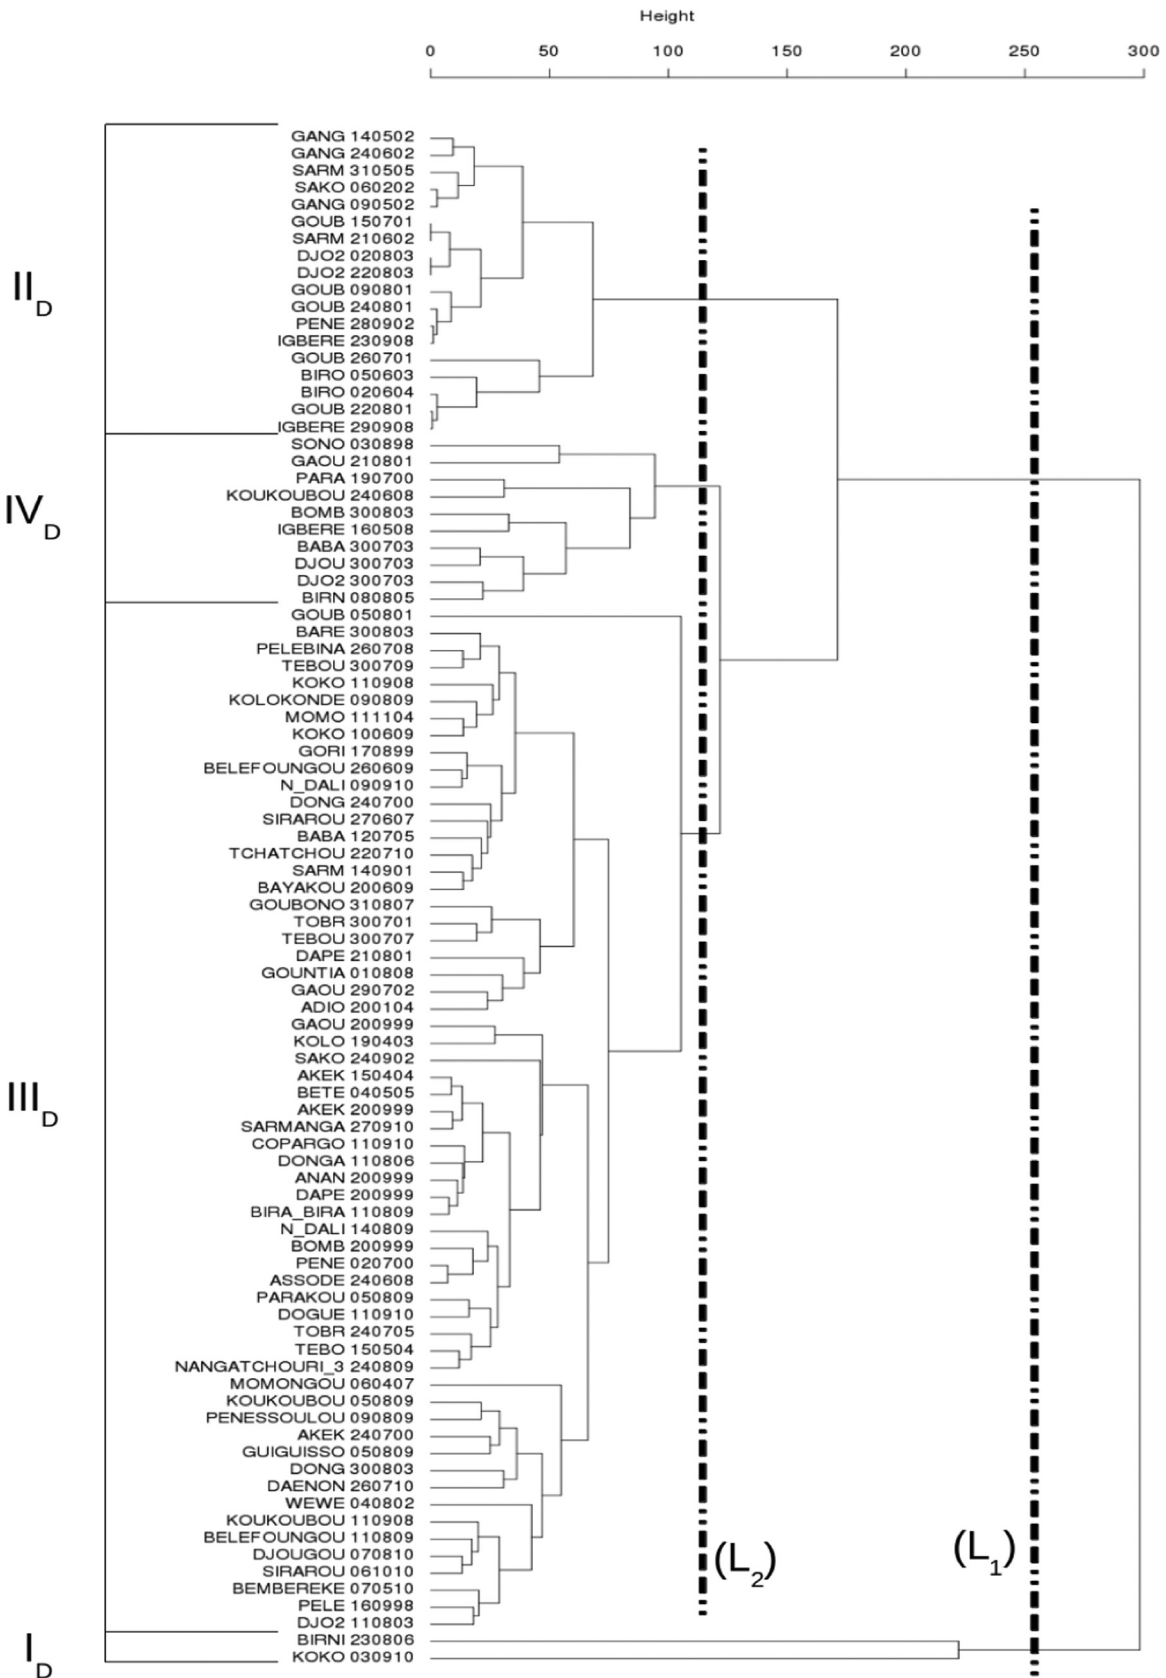 Height
0 50 100 150 200 250 300
GANG 140502
GANG 240602
SARM 310505
SAKO 060202
GANG 090502
GOUB 150701
SARM 210602
DJO2 020803
DJO2 220803
II_D
GOUB 090801
GOUB 240801
PENE 280902
IGBERE 230908
GOUB 260701
BIRO 050603
BIRO 020604
GOUB 220801
IGBERE 290908
SONO 030898
GAOU 210801
PARA 190700
KOUKOUBOU 240608
IV_D
BOMB 300803
IGBERE 160508
BABA 300703
DJOU 300703
DJO2 300703
BIRN 080805
GOUB 050801
BARE 300803
PELEBINA 260708
TEBOU 300709
KOKO 110908
KOLOKONDE 090809
MOMO 111104
KOKO 100609
GORI 170899
BELEFOUNGOU 260609
N_DALI 090910
DONG 240700
SIRAROU 270607
BABA 120705
TCHATCHOU 220710
SARM 140901
BAYAKOU 200609
GOUBONO 310807
TOBR 300701
TEBOU 300707
DAPE 210801
GOUNTIA 010808
GAOU 290702
ADIO 200104
GAOU 200999
KOLO 190403
SAKO 240902
AKEK 150404
BETE 040505
III_D
AKEK 200999
SARMANGA 270910
COPARGO 110910
DONGA 110806
ANAN 200999
DAPE 200999
BIRA_BIRA 110809
N_DALI 140809
BOMB 200999
PENE 020700
ASSODE 240608
PARAKOU 050809
DOGUE 110910
TOBR 240705
TEBO 150504
NANGATCHOURI_3 240809
MOMONGOU 060407
KOUKOUBOU 050809
PENESSOULOU 090809
AKEK 240700
GUIGUISSO 050809
DONG 300803
DAENON 260710
WEWE 040802
KOUKOUBOU 110908
BELEFOUNGOU 110809
DJOUGOU 070810
SIRAROU 061010
(L_2) (L_1)
BEMBEREKE 070510
PELE 160998
DJO2 110803
BIRNI 230806
I_D
KOKO 030910